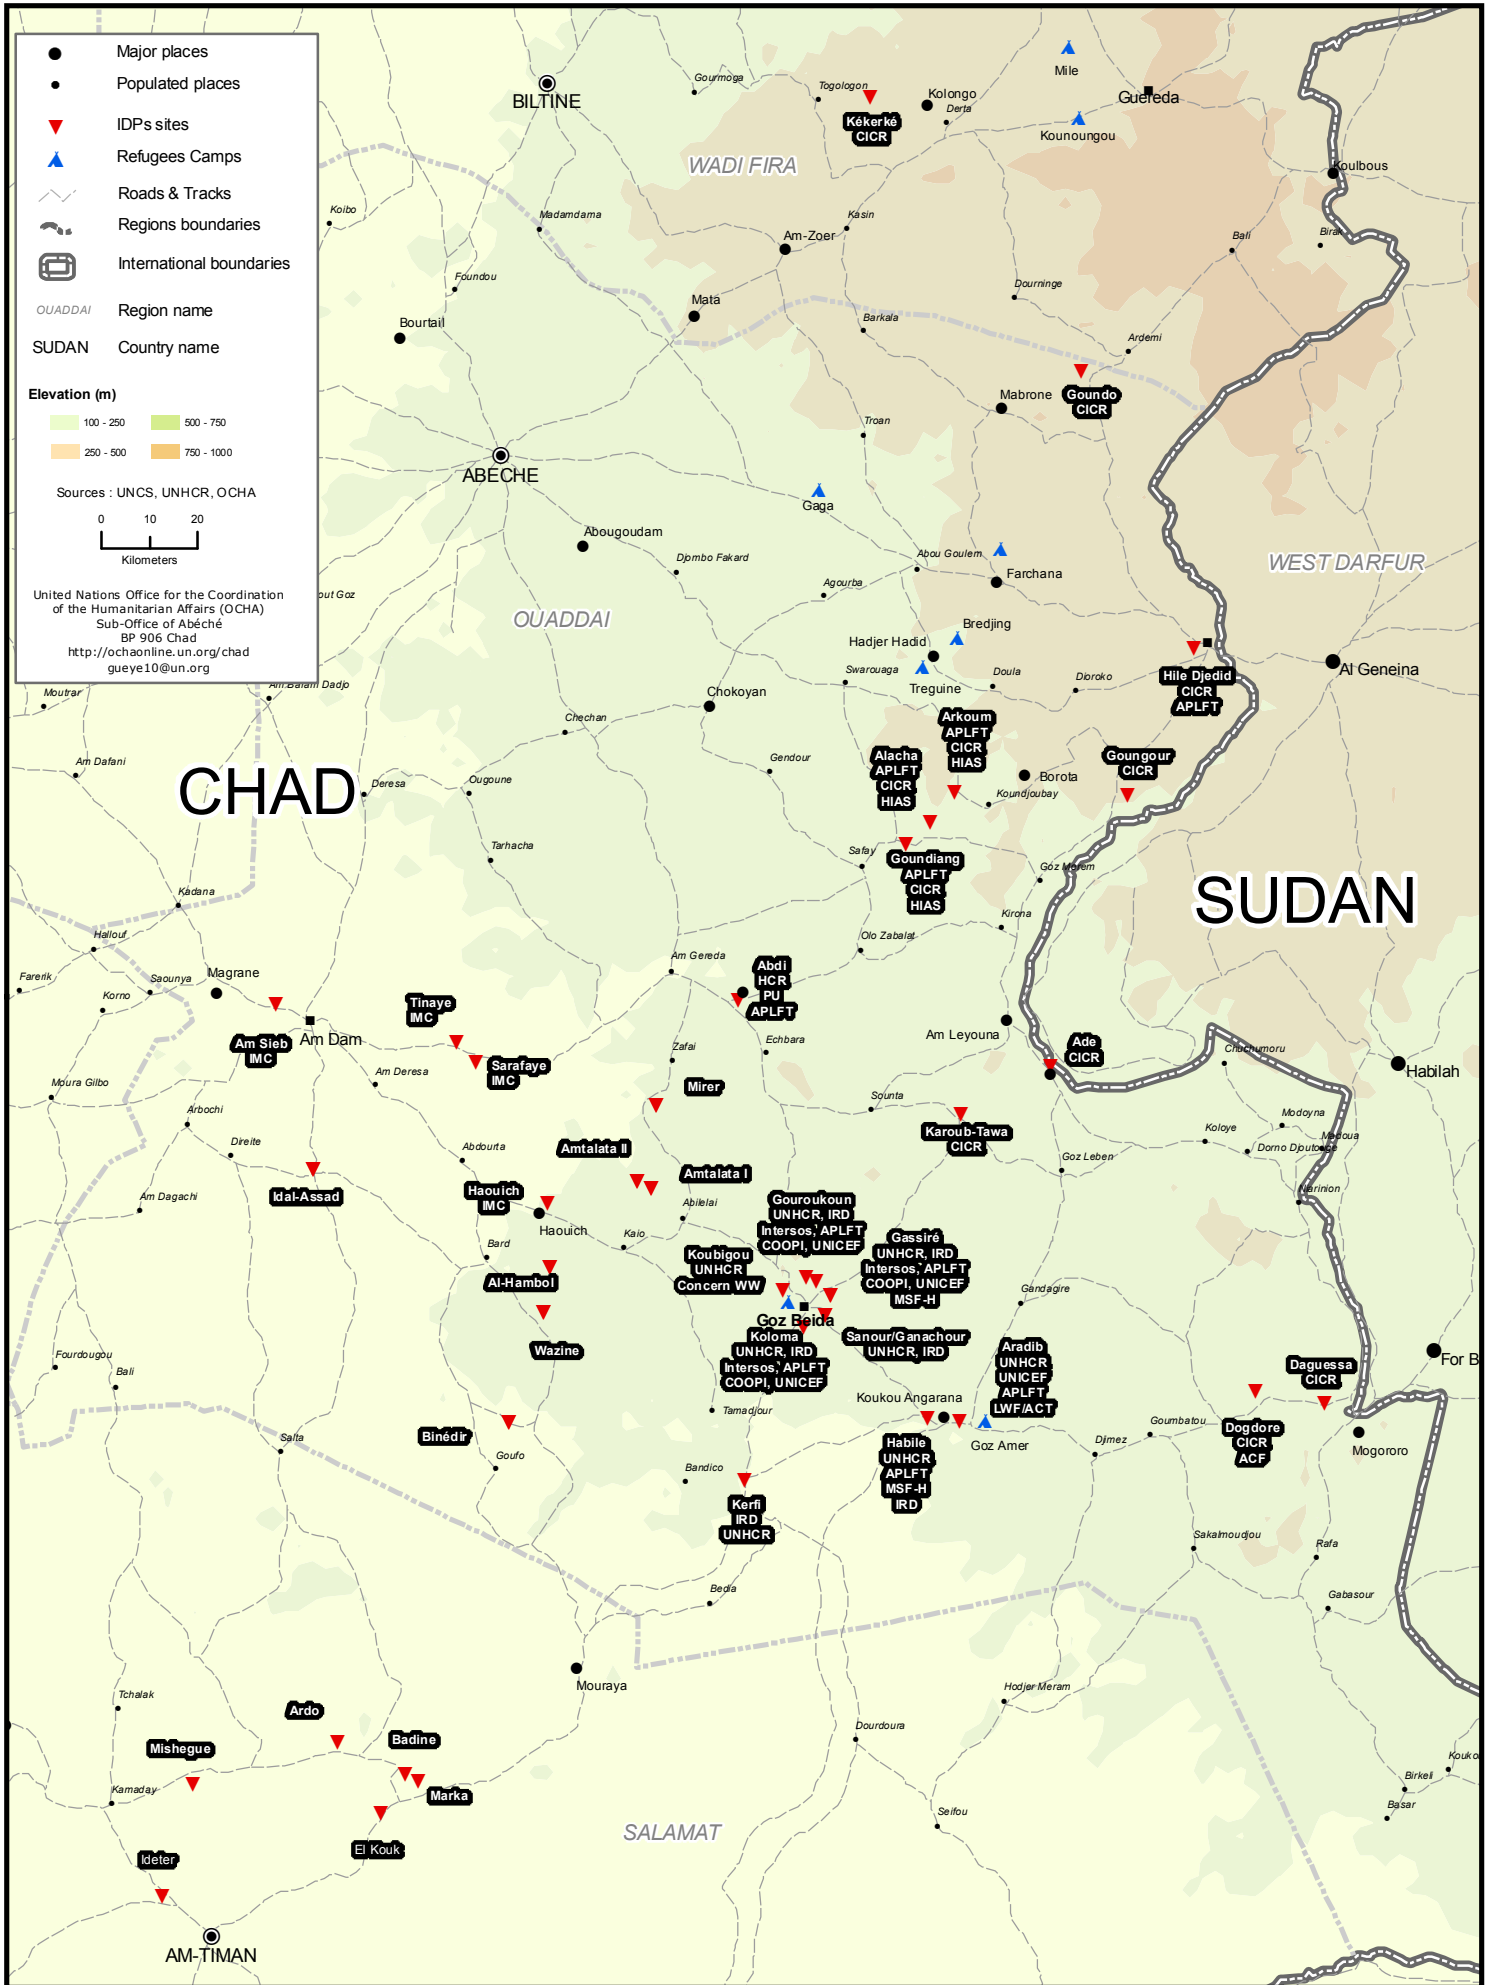 Major places
Populated places
IDPs sites
Refugees Camps
Roads & Tracks
Regions boundaries
International boundaries
OUADDAI Region name
SUDAN Country name
Elevation (m)
100 - 250 500 - 750
250 - 500 750 - 1000
Sources : UNCS, UNHCR, OCHA
0 10 20
Kilometers
United Nations Office for the Coordination
of the Humanitarian Affairs (OCHA)
Sub-Office of Abéché
BP 906 Chad
http://ochaonline.un.org/chad
gueye10@un.org
Mile
Gourmoga
Togologon
BILTINE
Kolongo
Guereda
Derta
Kékerké
CICR
Kounoungou
WADI FIRA
Koulbous
Koibo
Madamdama
Kasin
Am-Zoer
Bali
Birak
Foundou
Dourninge
Mata
Bourtail
Barkala
Ardemi
Goundo
CICR
Mabrone
Troan
ABECHE
Gaga
Abougoudam
Djombo Fakard
Abou Goulem
WEST DARFUR
Farchana
Agourba
out Goz
OUADDAI
Bredjing
Hadjer Hadid
Swarouaga
Treguine
Doula
Dioroko
Hile Djedid
CICR
APLFT
Al Geneina
Moutrar
Am Balam Dadjo
Chokoyan
Chechan
Arkoum
APLFT
CICR
HIAS
Alacha
APLFT
CICR
HIAS
Gendour
Goungour
CICR
Am Dafani
Borota
CHAD
Deresa
Ougoune
Koundjoubay
Tarhacha
Safay
Goundiang
APLFT
CICR
HIAS
Goz Morem
SUDAN
Kadana
Kirona
Hallouf
Olo Zabalat
Am Gereda
Farerik
Saounya
Magrane
Korno
Abdi
HCR
PU
APLFT
Tinaye
IMC
Am Sieb
IMC
Am Dam
Am Leyouna
Ade
CICR
Echbara
Zafai
Chuchumoru
Habilah
Sarafaye
IMC
Am Deresa
Moura Gilbo
Mirer
Sounta
Arbochi
Modoyna
Karoub-Tawa
CICR
Koloye
Direite
Madoua
Dorno Djoutonge
Abdourta
Amtalata II
Amtalata I
Goz Leben
Idal-Assad
Am Dagachi
Haouich
IMC
Narinion
Abilelai
Gouroukoun
UNHCR, IRD
Intersos, APLFT
COOPI, UNICEF
Haouich
Kaio
Bard
Koubigou
UNHCR
Concern WW
Gassiré
UNHCR, IRD
Intersos, APLFT
COOPI, UNICEF
MSF-H
Al-Hambol
Gandagire
Goz Beida
Wazine
Koloma
UNHCR, IRD
Intersos, APLFT
COOPI, UNICEF
Sanour/Ganachour
UNHCR, IRD
Aradib
UNHCR
UNICEF
APLFT
LWF/ACT
For B
Fourdougou
Bali
Daguessa
CICR
Koukou Angarana
Tamadjour
Goumbatou
Dogdore
CICR
ACF
Salta
Binédir
Goz Amer
Djimez
Mogororo
Habile
UNHCR
APLFT
MSF-H
IRD
Goufo
Bandico
Kerfi
IRD
UNHCR
Sakalmoudjou
Rafa
Bedia
Gabasour
Mouraya
Hodjer Meram
Tchalak
Ardo
Dourdoura
Badine
Mishegue
Kouko
Birkeli
Kamaday
Marka
Basar
Seifou
SALAMAT
El Kouk
Ideter
AM-TIMAN